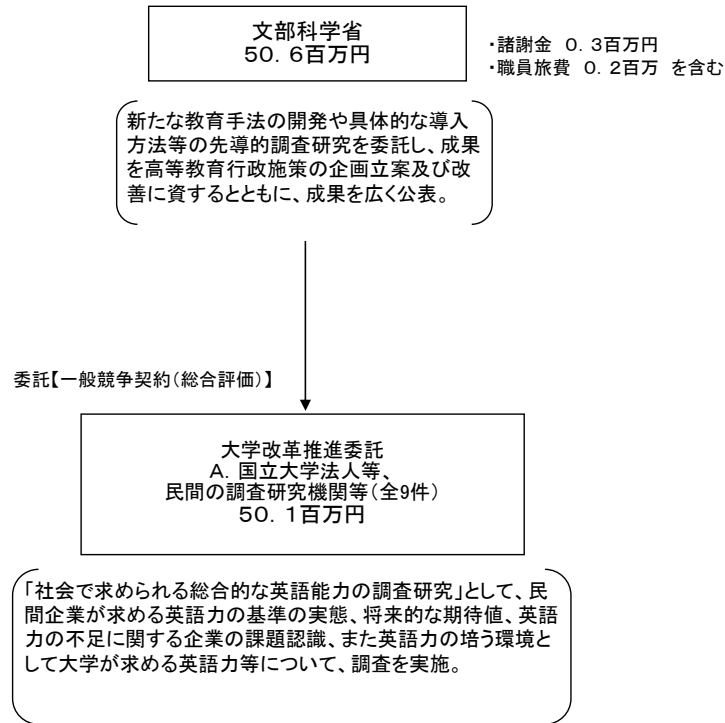 文部科学省
50．6百万円
・諸謝金　0．3百万円
・職員旅費　0．2百万　を含む
新たな教育手法の開発や具体的な導入
方法等の先導的調査研究を委託し、成果
を高等教育行政施策の企画立案及び改
善に資するとともに、成果を広く公表。
委託【一般競争契約（総合評価）】
大学改革推進委託
A．国立大学法人等、
民間の調査研究機関等（全9件）
50．1百万円
「社会で求められる総合的な英語能力の調査研究」として、民
間企業が求める英語力の基準の実態、将来的な期待値、英語
力の不足に関する企業の課題認識、また英語力の培う環境と
して大学が求める英語力等について、調査を実施。